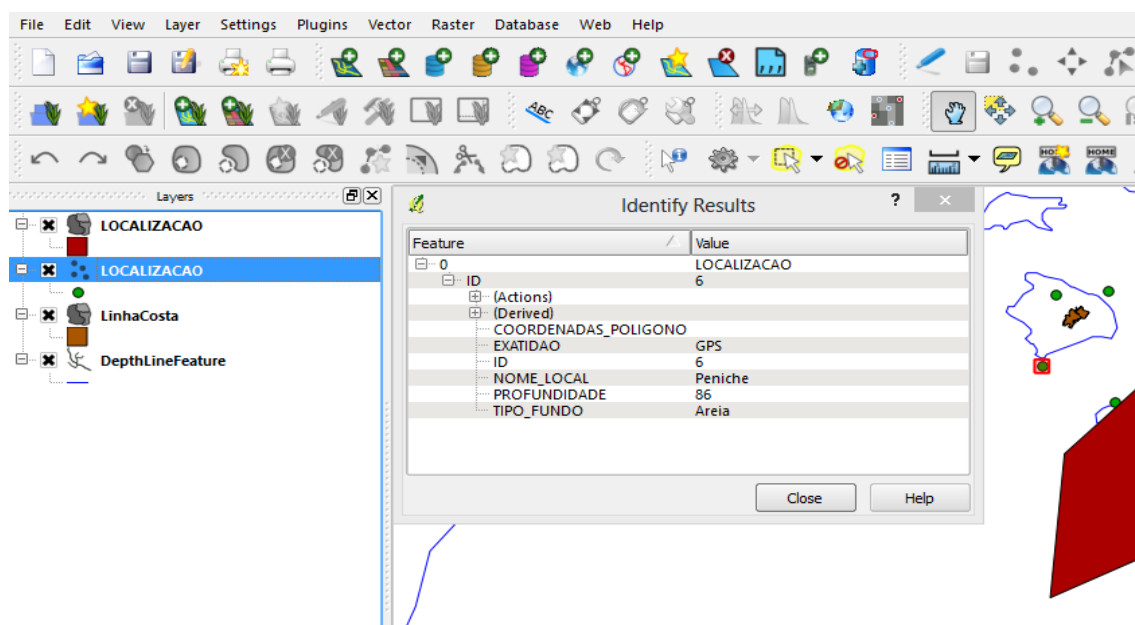 File Edit View Layer Settings Plugins Vector Raster Database Web Help
ABC
HOME
Layers
LOCALIZACAO
LOCALIZACAO
LinhaCosta
DepthLineFeature
Identify Results ?
Feature Value
0 LOCALIZACAO
ID 6
(Actions)
(Derived)
COORDENADAS_POLIGONO
EXATIDAO GPS
ID 6
NOME_LOCAL Peniche
PROFUNDIDADE 86
TIPO_FUNDO Areia
Close Help